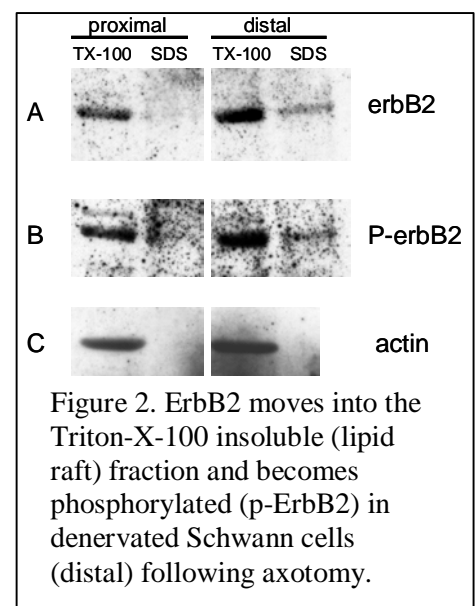 proximal distal
TX-100 SDS TX-100 SDS
A erbB2
B P-erbB2
C actin
Figure 2. ErbB2 moves into the
Triton-X-100 insoluble (lipid
raft) fraction and becomes
phosphorylated (p-ErbB2) in
denervated Schwann cells
(distal) following axotomy.